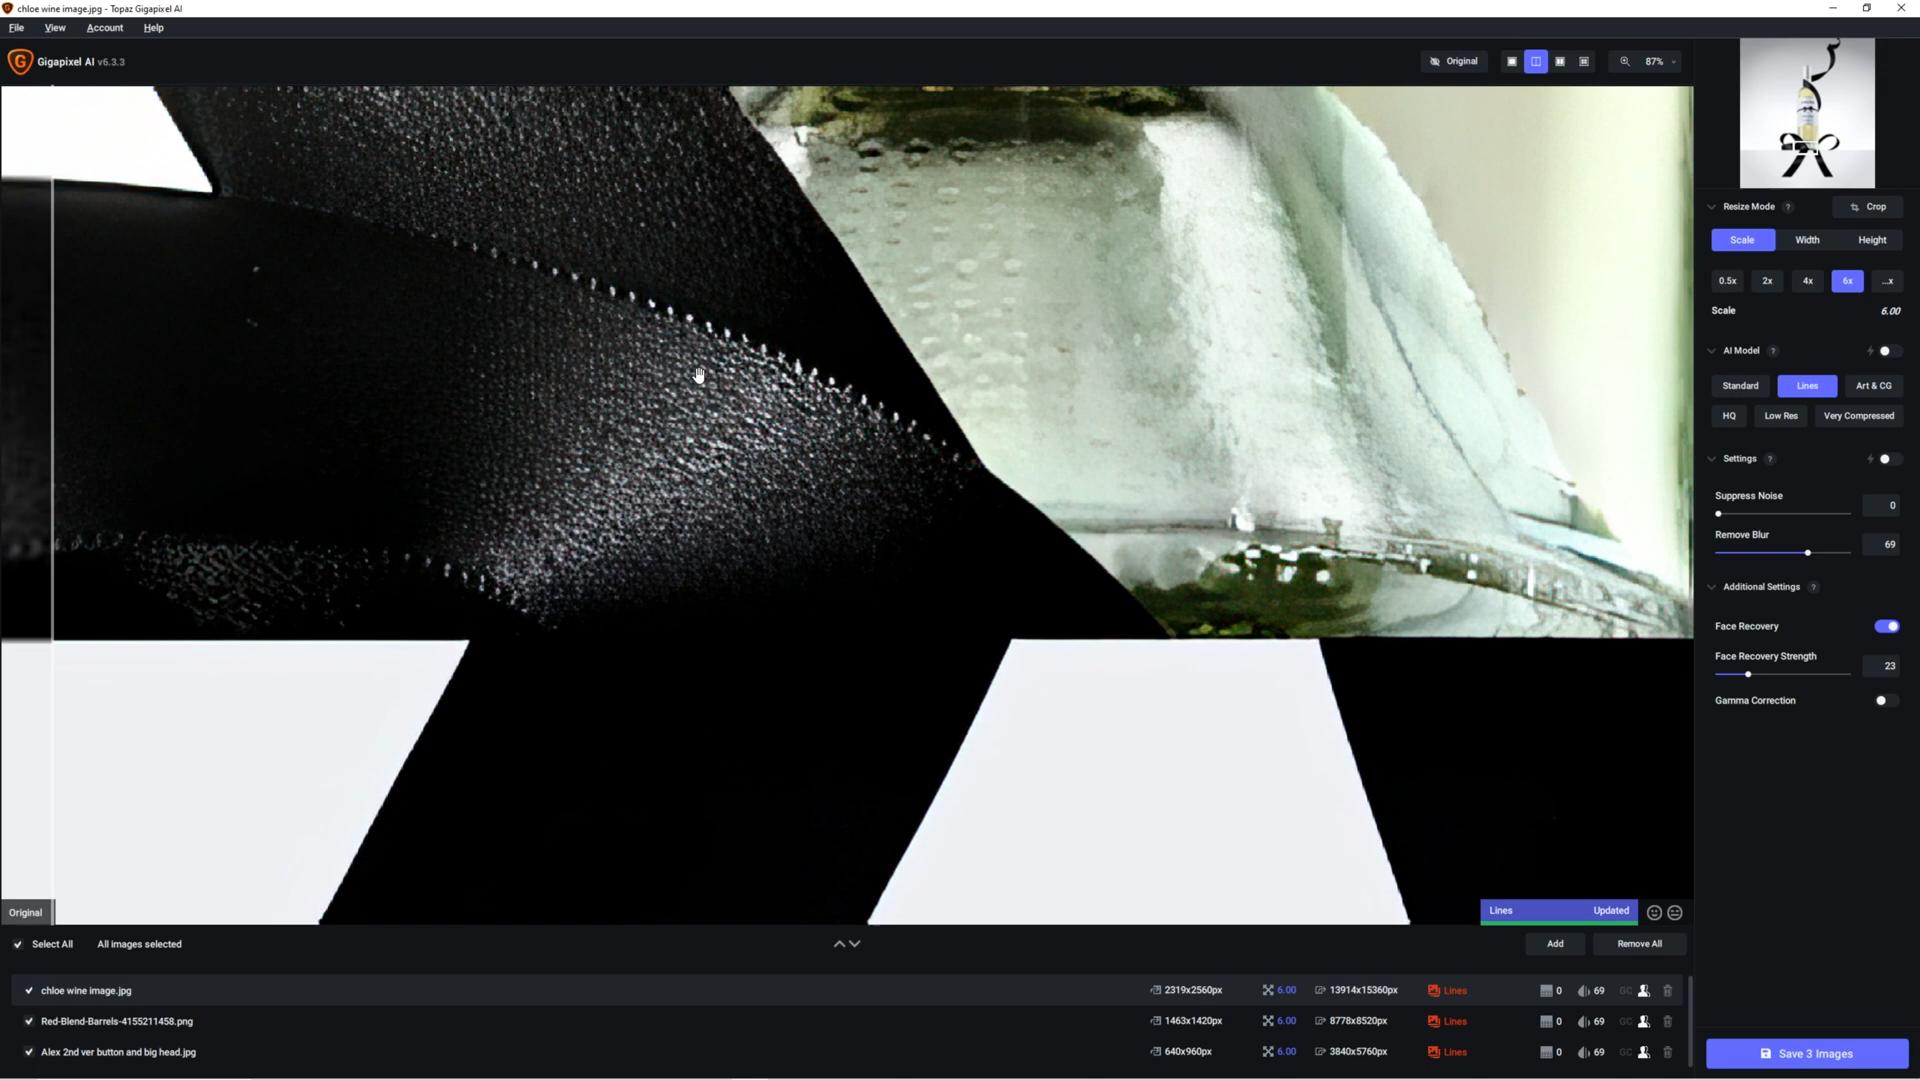 chloe wine image.jpg - Topaz Gigapixel AI
File View Account Help
G Gigapixel AI v6.3.3
Original 87%
Resize Mode ? Crop
Scale Width Height
0.5x 2x 4x 6x ...x
Scale 6.00
AI Model ?
Standard Lines Art & CG
HQ Low Res Very Compressed
Settings ?
Suppress Noise 0
Remove Blur 69
Additional Settings ?
Face Recovery
Face Recovery Strength 23
Gamma Correction
Original
Lines Updated
Select All All images selected Add Remove All
chloe wine image.jpg 2319x2560px 6.00 13914x15360px Lines 0 69 GC
Red-Blend-Barrels-4155211458.png 1463x1420px 6.00 8778x8520px Lines 0 69 GC
Alex 2nd ver button and big head.jpg 640x960px 6.00 3840x5760px Lines 0 69 GC
Save 3 Images